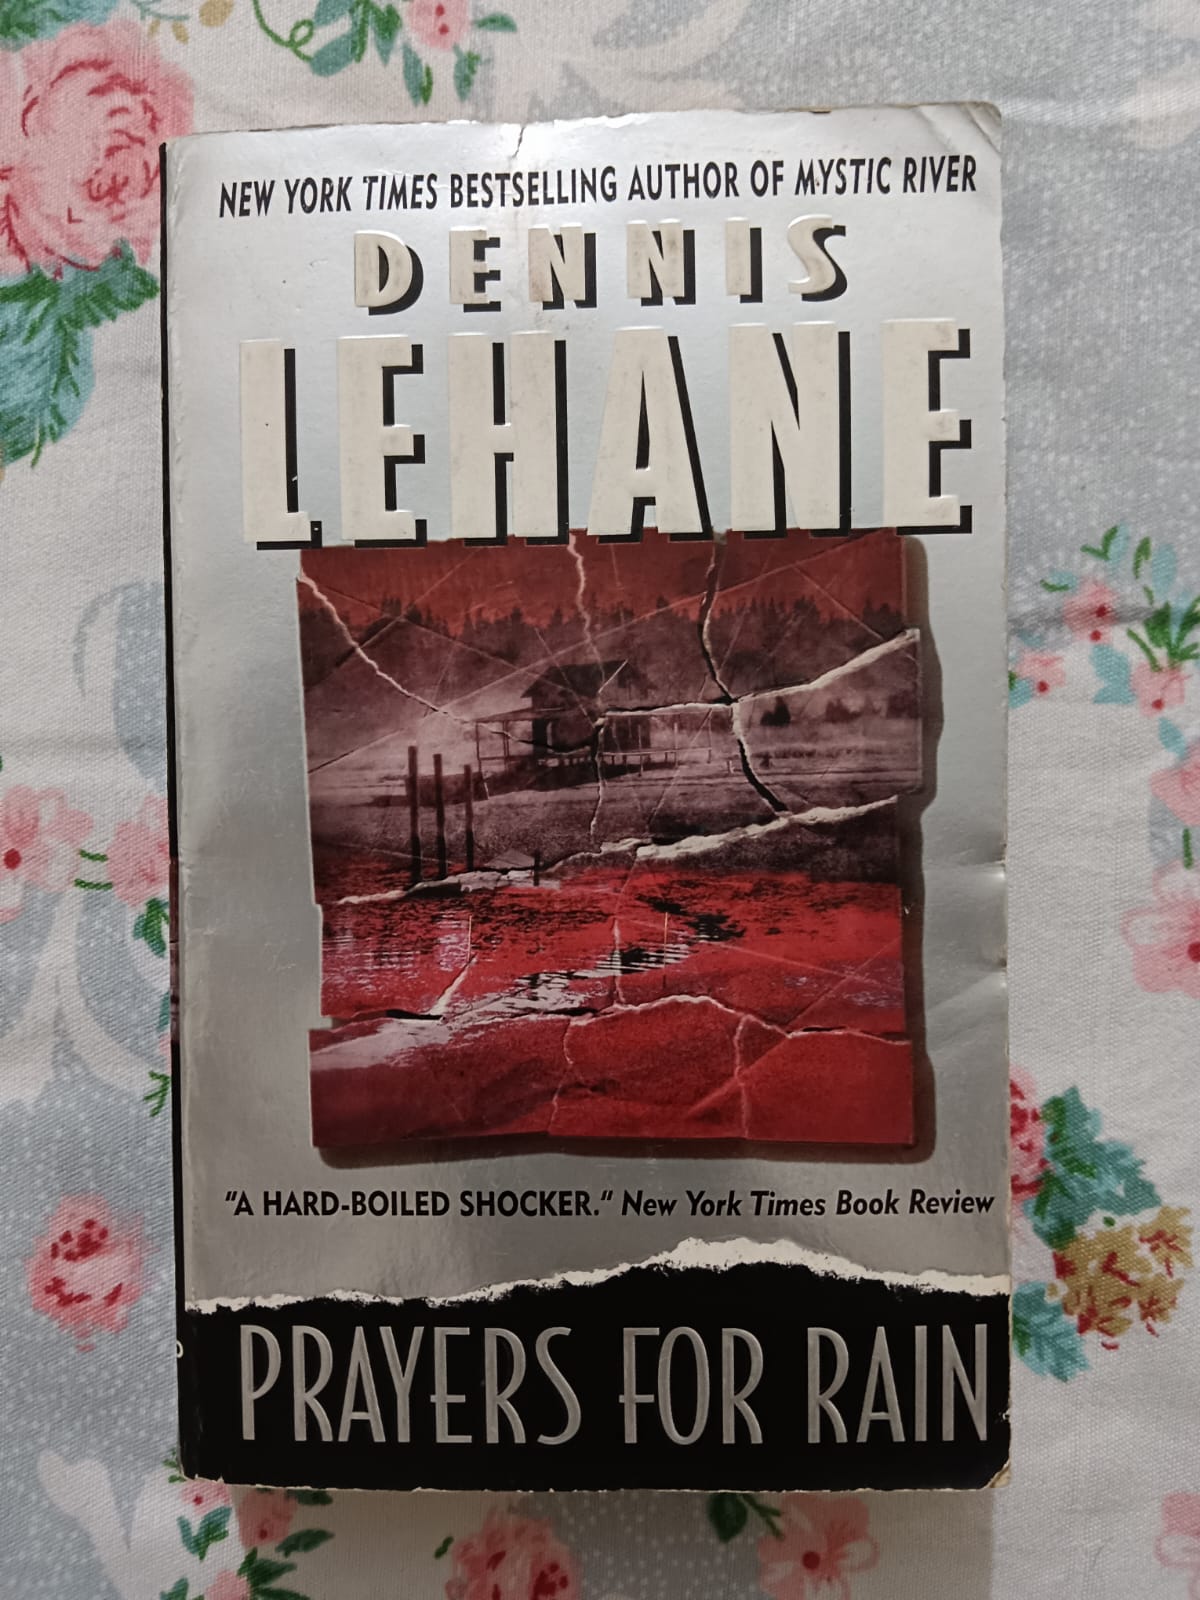 NEW YORK TIMES BESTSELLING AUTHOR OF MYSTIC RIVER
DENNIS
LEHANE
"A HARD-BOILED SHOCKER." New York Times Book Review
PRAYERS FOR RAIN